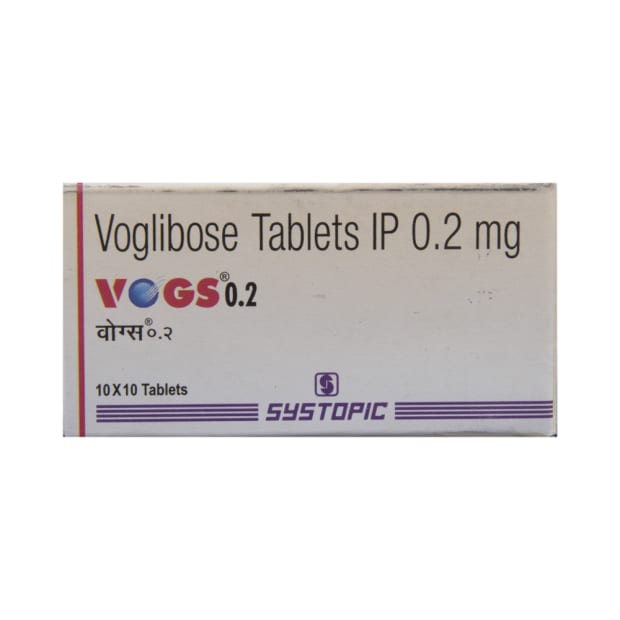 Voglibose Tablets IP 0.2 mg
VOGS® 0.2
वोग्स® ०.२
10X10 Tablets
S
SYSTOPIC